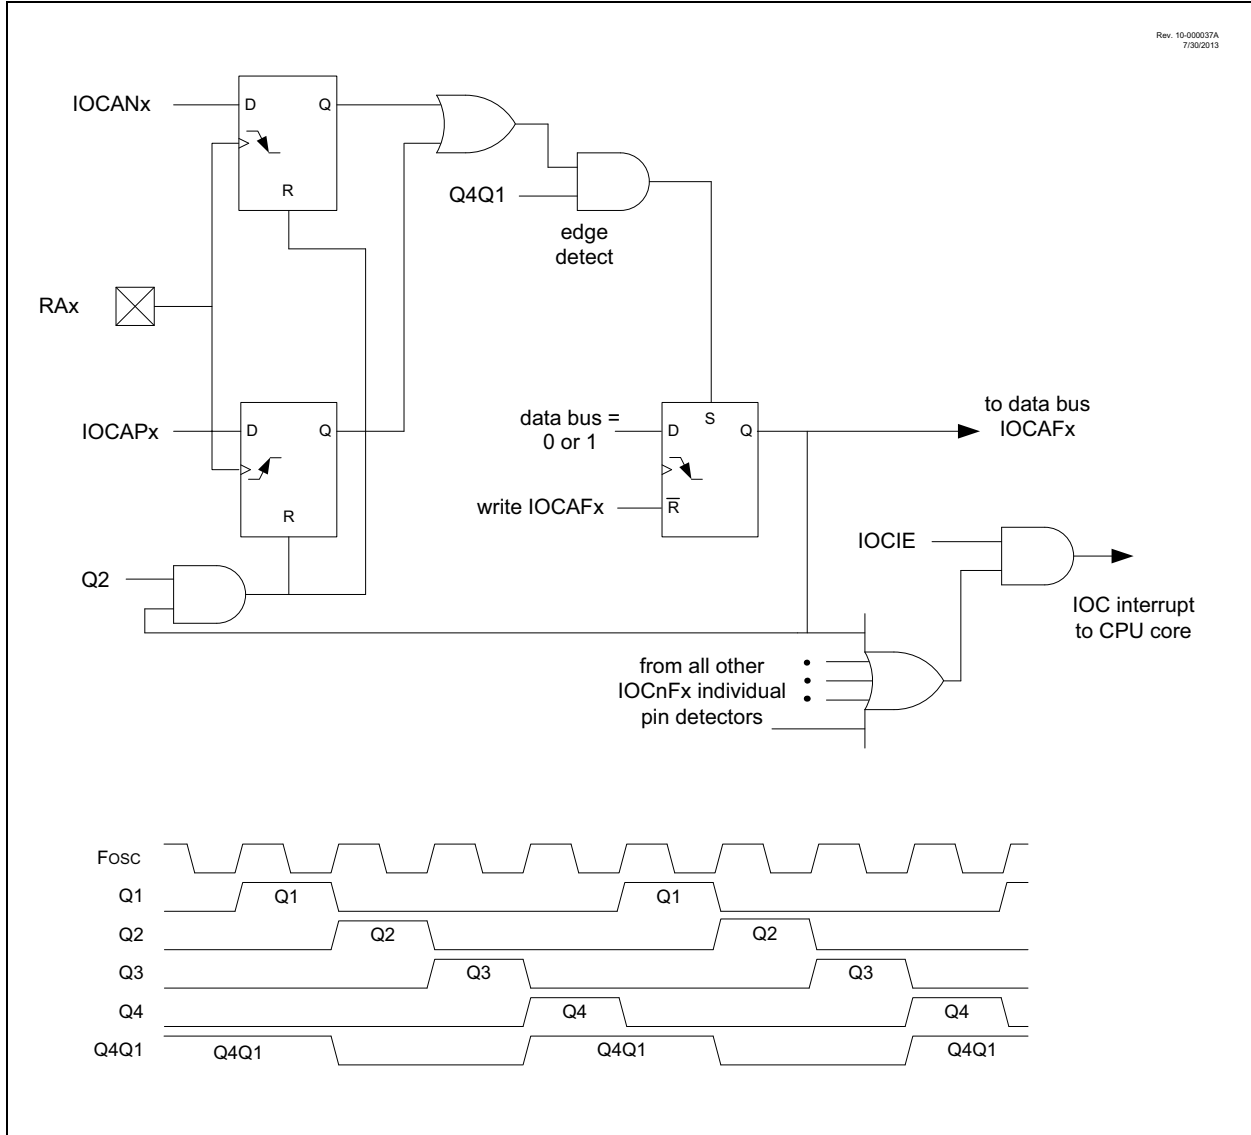 Rev. 10-000037A
7/30/2013
IOCANx
D
Q
R
Q4Q1
edge
detect
RAx
IOCAPx
D
Q
R
data bus =
0 or 1
D
S
Q
R̅
write IOCAFx
to data bus
IOCAFx
Q2
IOCIE
IOC interrupt
to CPU core
from all other
IOCnFx individual
pin detectors
Fosc
Q1
Q1
Q1
Q2
Q2
Q2
Q3
Q3
Q3
Q4
Q4
Q4
Q4Q1
Q4Q1
Q4Q1
Q4Q1